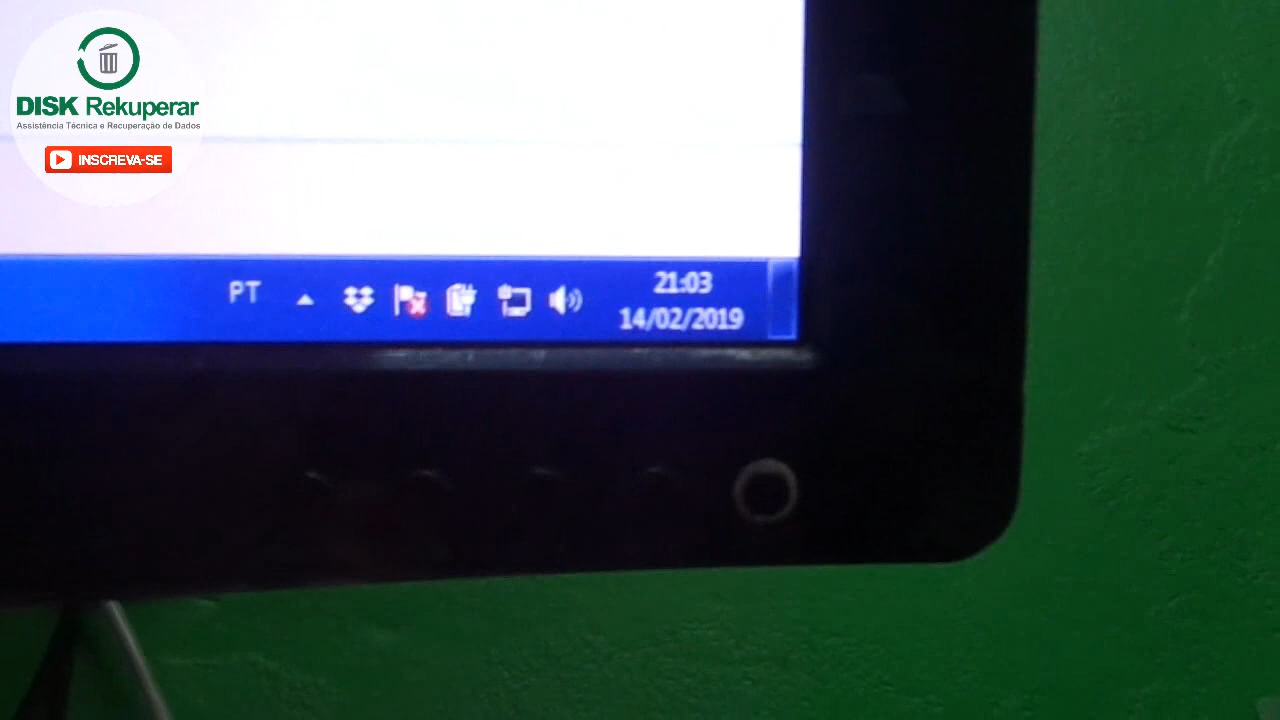 DISK Rekuperar
Assistência Técnica e Recuperação de Dados
INSCREVA-SE
PT
21:03
14/02/2019